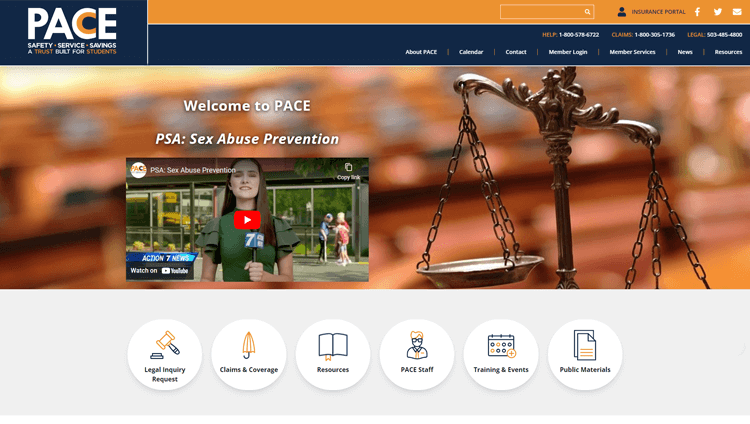 PACE
SAFETY · SERVICE · SAVINGS
A TRUST BUILT FOR STUDENTS
INSURANCE PORTAL
HELP: 1-800-578-6722 CLAIMS: 1-800-305-1736 LEGAL: 503-485-4800
About PACE | Calendar | Contact | Member Login | Member Services | News | Resources
Welcome to PACE
PSA: Sex Abuse Prevention
PACE
PSA: Sex Abuse Prevention
Copy link
7
ACTION 7 NEWS
Watch on YouTube
Legal Inquiry
Request
Claims & Coverage
Resources
PACE Staff
Training & Events
Public Materials